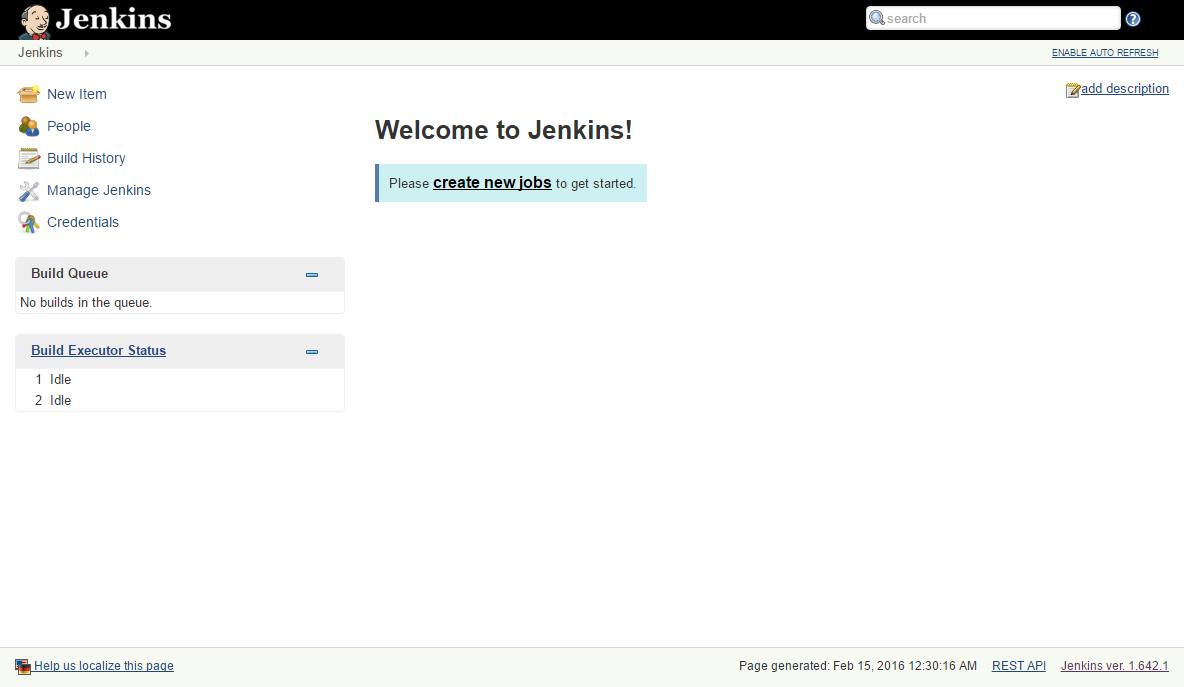 Jenkins
search
Jenkins
ENABLE AUTO REFRESH
New Item
People
Build History
Manage Jenkins
Credentials
Build Queue
No builds in the queue.
Build Executor Status
1 Idle
2 Idle
add description
Welcome to Jenkins!
Please create new jobs to get started.
Help us localize this page
Page generated: Feb 15, 2016 12:30:16 AM REST API Jenkins ver. 1.642.1